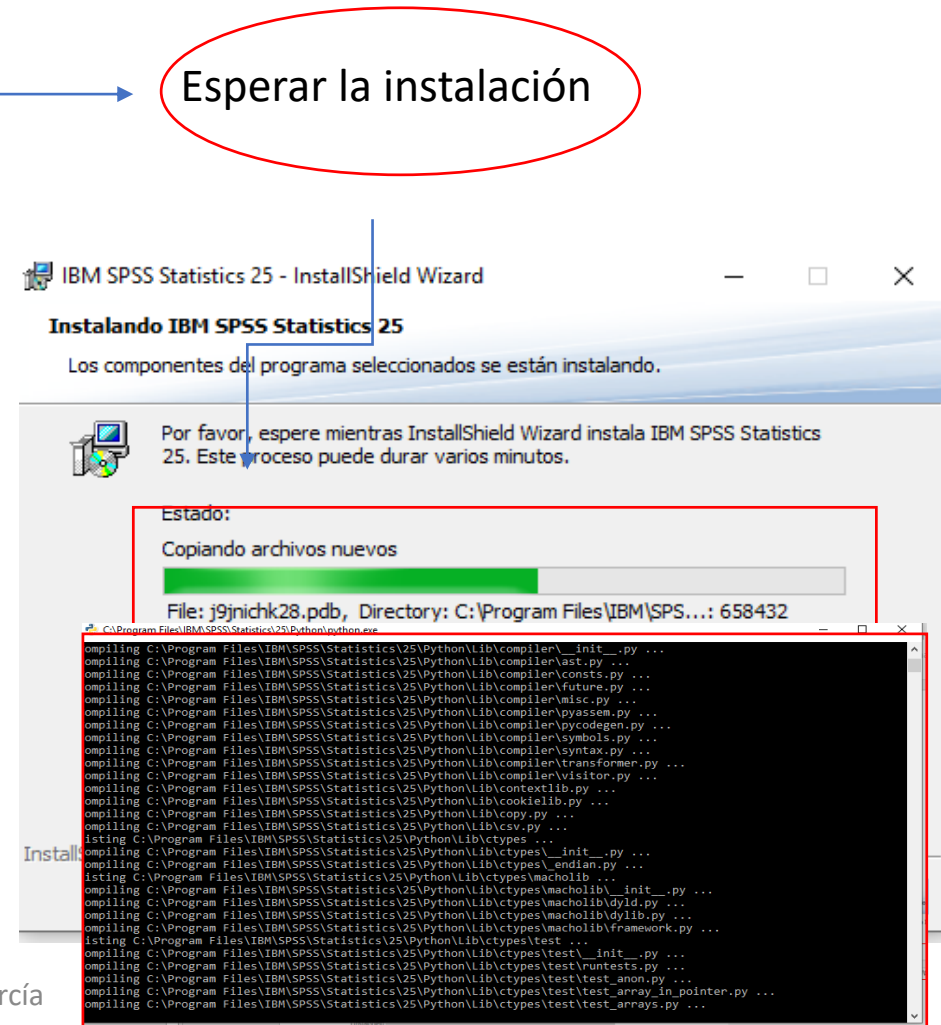 Esperar la instalación
IBM SPSS Statistics 25 - InstallShield Wizard
Instalando IBM SPSS Statistics 25
Los componentes del programa seleccionados se están instalando.
Por favor, espere mientras InstallShield Wizard instala IBM SPSS Statistics
25. Este proceso puede durar varios minutos.
Estado:
Copiando archivos nuevos
File: j9jnichk28.pdb, Directory: C:\Program Files\IBM\SPS...: 658432
C:\Program Files\IBM\SPSS\Statistics\25\Python\python.exe
ompiling C:\Program Files\IBM\SPSS\Statistics\25\Python\Lib\compiler\__init__.py ...
ompiling C:\Program Files\IBM\SPSS\Statistics\25\Python\Lib\compiler\ast.py ...
ompiling C:\Program Files\IBM\SPSS\Statistics\25\Python\Lib\compiler\consts.py ...
ompiling C:\Program Files\IBM\SPSS\Statistics\25\Python\Lib\compiler\future.py ...
ompiling C:\Program Files\IBM\SPSS\Statistics\25\Python\Lib\compiler\misc.py ...
ompiling C:\Program Files\IBM\SPSS\Statistics\25\Python\Lib\compiler\pyassem.py ...
ompiling C:\Program Files\IBM\SPSS\Statistics\25\Python\Lib\compiler\pycodegen.py ...
ompiling C:\Program Files\IBM\SPSS\Statistics\25\Python\Lib\compiler\symbols.py ...
ompiling C:\Program Files\IBM\SPSS\Statistics\25\Python\Lib\compiler\syntax.py ...
ompiling C:\Program Files\IBM\SPSS\Statistics\25\Python\Lib\compiler\transformer.py ...
ompiling C:\Program Files\IBM\SPSS\Statistics\25\Python\Lib\compiler\visitor.py ...
ompiling C:\Program Files\IBM\SPSS\Statistics\25\Python\Lib\contextlib.py ...
ompiling C:\Program Files\IBM\SPSS\Statistics\25\Python\Lib\cookielib.py ...
ompiling C:\Program Files\IBM\SPSS\Statistics\25\Python\Lib\copy.py ...
ompiling C:\Program Files\IBM\SPSS\Statistics\25\Python\Lib\csv.py ...
isting C:\Program Files\IBM\SPSS\Statistics\25\Python\Lib\ctypes ...
Installs
ompiling C:\Program Files\IBM\SPSS\Statistics\25\Python\Lib\ctypes\__init__.py ...
ompiling C:\Program Files\IBM\SPSS\Statistics\25\Python\Lib\ctypes\_endian.py ...
isting C:\Program Files\IBM\SPSS\Statistics\25\Python\Lib\ctypes\macholib ...
ompiling C:\Program Files\IBM\SPSS\Statistics\25\Python\Lib\ctypes\macholib\__init__.py ...
ompiling C:\Program Files\IBM\SPSS\Statistics\25\Python\Lib\ctypes\macholib\dyld.py ...
ompiling C:\Program Files\IBM\SPSS\Statistics\25\Python\Lib\ctypes\macholib\dylib.py ...
ompiling C:\Program Files\IBM\SPSS\Statistics\25\Python\Lib\ctypes\macholib\framework.py ...
isting C:\Program Files\IBM\SPSS\Statistics\25\Python\Lib\ctypes\test ...
ompiling C:\Program Files\IBM\SPSS\Statistics\25\Python\Lib\ctypes\test\__init__.py ...
ompiling C:\Program Files\IBM\SPSS\Statistics\25\Python\Lib\ctypes\test\runtests.py ...
ompiling C:\Program Files\IBM\SPSS\Statistics\25\Python\Lib\ctypes\test\test_anon.py ...
ompiling C:\Program Files\IBM\SPSS\Statistics\25\Python\Lib\ctypes\test\test_array_in_pointer.py ...
ompiling C:\Program Files\IBM\SPSS\Statistics\25\Python\Lib\ctypes\test\test_arrays.py ...
rcía